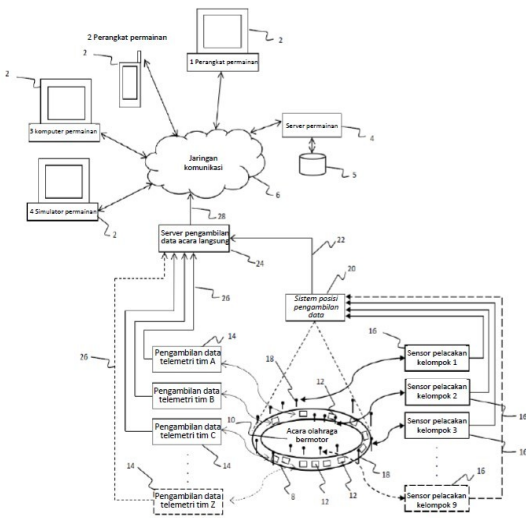 2
2 Perangkat permainan
2
1 Perangkat permainan
2
3 komputer permainan
Server permainan
4
5
Jaringan
komunikasi
6
4 Simulator permainan
2
28
Server pengambilan
data acara langsung
24
22
20
Sistem posisi
pengambilan
data
26
26
14
Pengambilan data
telemetri tim A
Pengambilan data
telemetri tim B
Pengambilan data
telemetri tim C
14
14
Pengambilan data
telemetri tim Z
18
12
10
Acara olahraga
bermotor
8
12
12
18
16
Sensor pelacakan
kelompok 1
Sensor pelacakan
kelompok 2
Sensor pelacakan
kelompok 3
16
16
16
Sensor pelacakan
kelompok 9